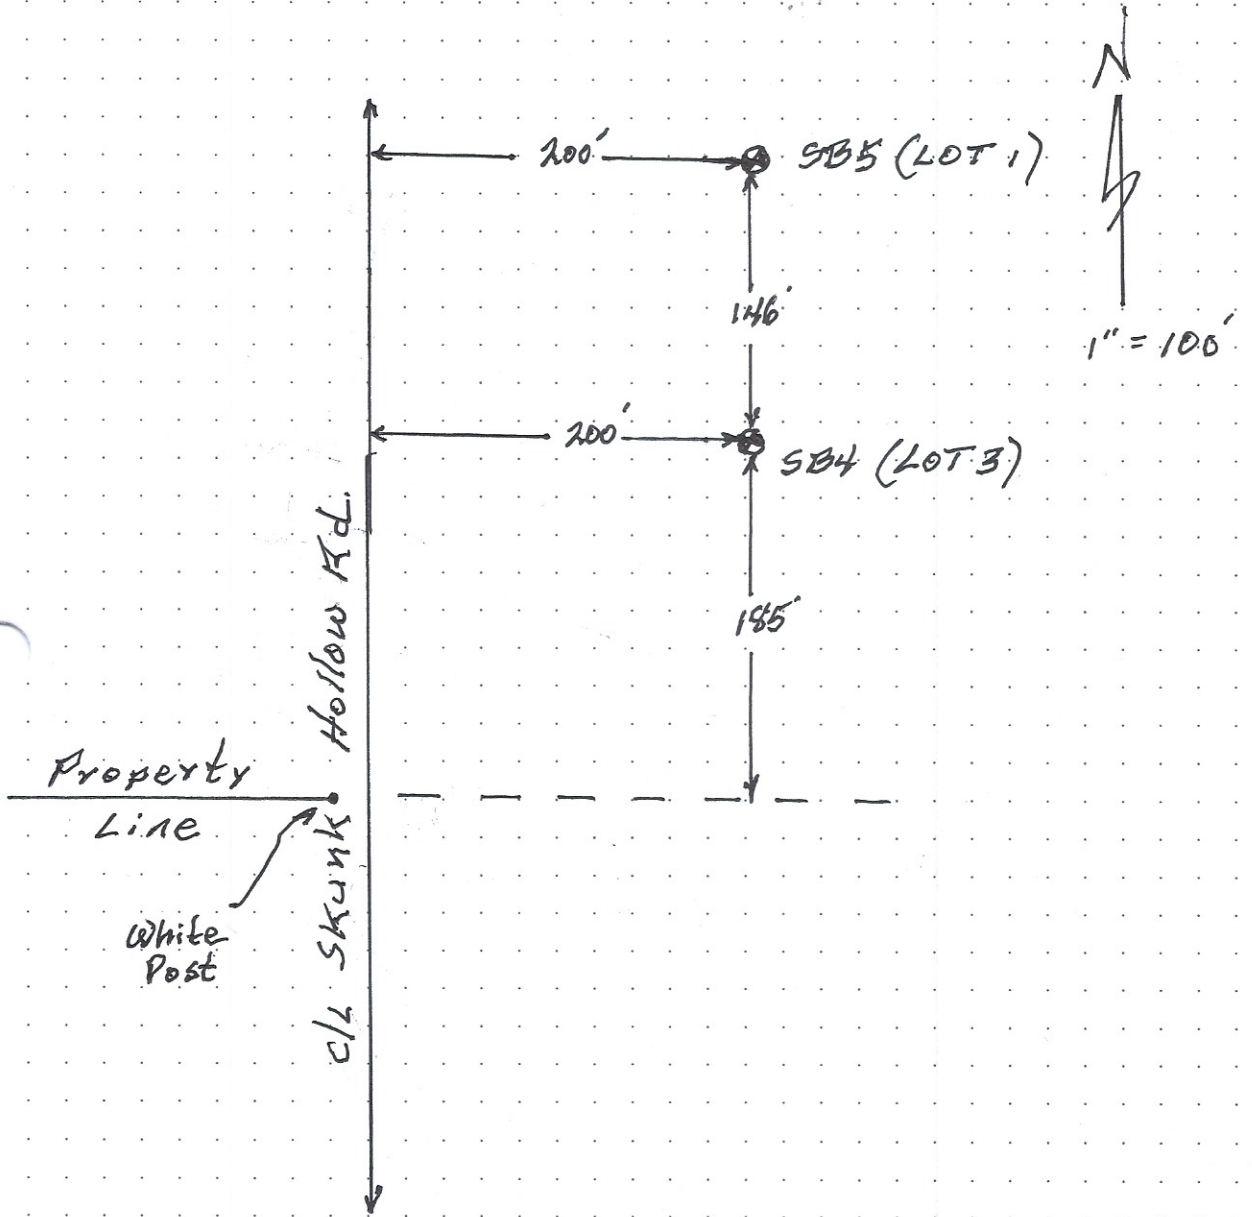 N
200' SB5 (LOT 1)
146'
1" = 100'
200'
SB4 (LOT 3)
185'
C/L Skunk Hollow Rd.
Property
Line
White
Post